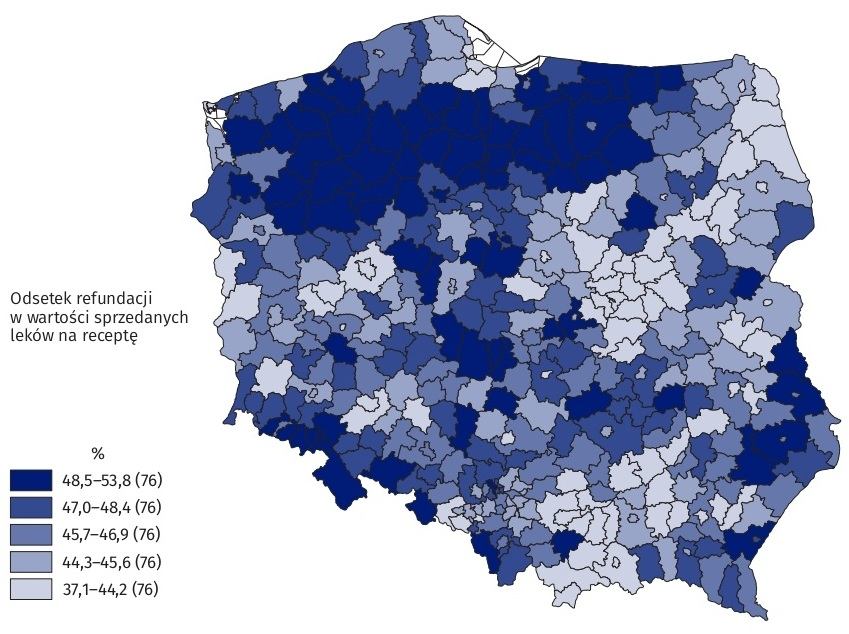 Odsetek refundacji
w wartości sprzedanych
leków na receptę
%
48,5–53,8 (76)
47,0–48,4 (76)
45,7–46,9 (76)
44,3–45,6 (76)
37,1–44,2 (76)